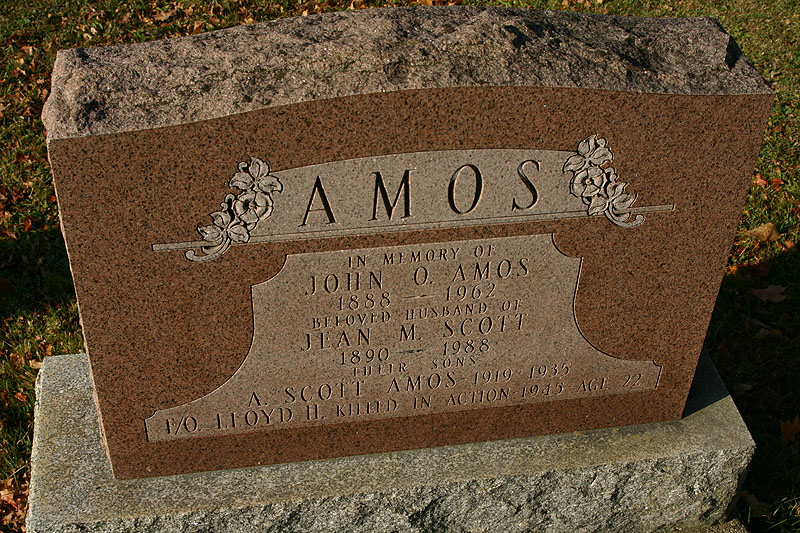 AMOS
IN MEMORY OF
JOHN O. AMOS
1888 — 1962
BELOVED HUSBAND OF
JEAN M. SCOTT
1890 — 1988
THEIR SONS
A. SCOTT AMOS 1919 - 1935
P/O. LLOYD H. KILLED IN ACTION 1945 AGE 22